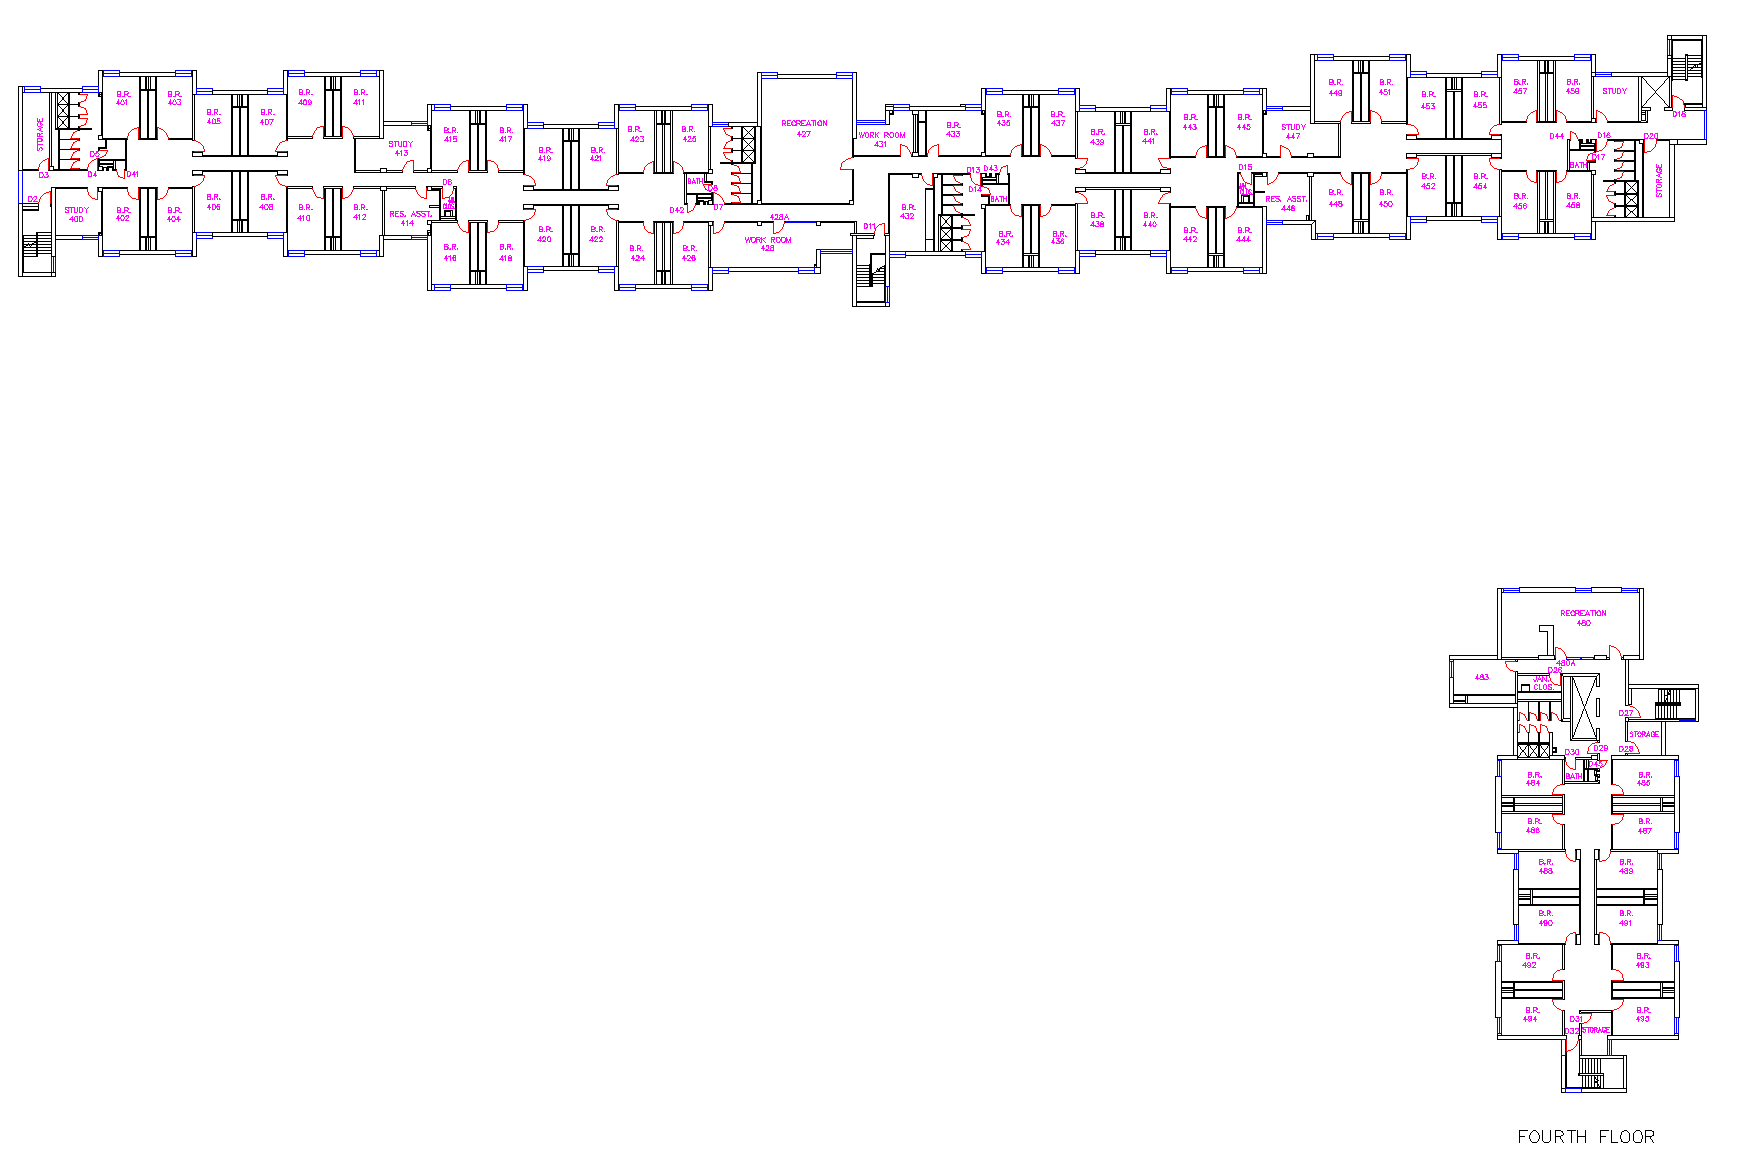 B.R.
401
B.R.
403
B.R.
405
B.R.
407
B.R.
409
B.R.
411
STORAGE
D3
D4
D41
D2
STUDY
400
B.R.
402
B.R.
404
B.R.
406
B.R.
408
B.R.
410
B.R.
412
STUDY
413
RES. ASST.
414
B.R.
415
B.R.
417
B.R.
419
B.R.
421
B.R.
423
B.R.
425
BATH
D42
D7
B.R.
416
B.R.
418
B.R.
420
B.R.
422
B.R.
424
B.R.
426
RECREATION
427
428A
WORK ROOM
428
WORK ROOM
431
B.R.
433
D11
B.R.
432
D13
D43
D14
BATH
B.R.
435
B.R.
437
B.R.
439
B.R.
441
B.R.
443
B.R.
445
B.R.
434
B.R.
436
B.R.
438
B.R.
440
B.R.
442
B.R.
444
D15
STUDY
447
RES. ASST.
446
B.R.
449
B.R.
451
B.R.
453
B.R.
455
B.R.
457
B.R.
459
STUDY
D18
B.R.
448
B.R.
450
B.R.
452
B.R.
454
B.R.
456
B.R.
458
D44
D16
D17
BATH
D20
STORAGE
RECREATION
480
480A
D26
483
JAN.
CLOS.
D27
STORAGE
D28
D29
D30
BATH
B.R.
484
B.R.
485
B.R.
486
B.R.
487
B.R.
488
B.R.
489
B.R.
490
B.R.
491
B.R.
492
B.R.
493
B.R.
494
B.R.
495
D31
D32
STORAGE
FOURTH FLOOR